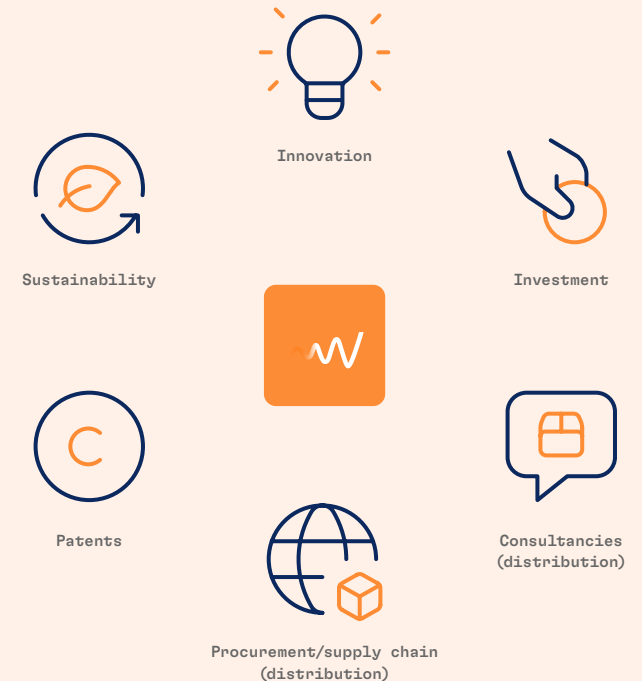 Innovation
Sustainability
Investment
C
Patents
Consultancies
(distribution)
Procurement/supply chain
(distribution)